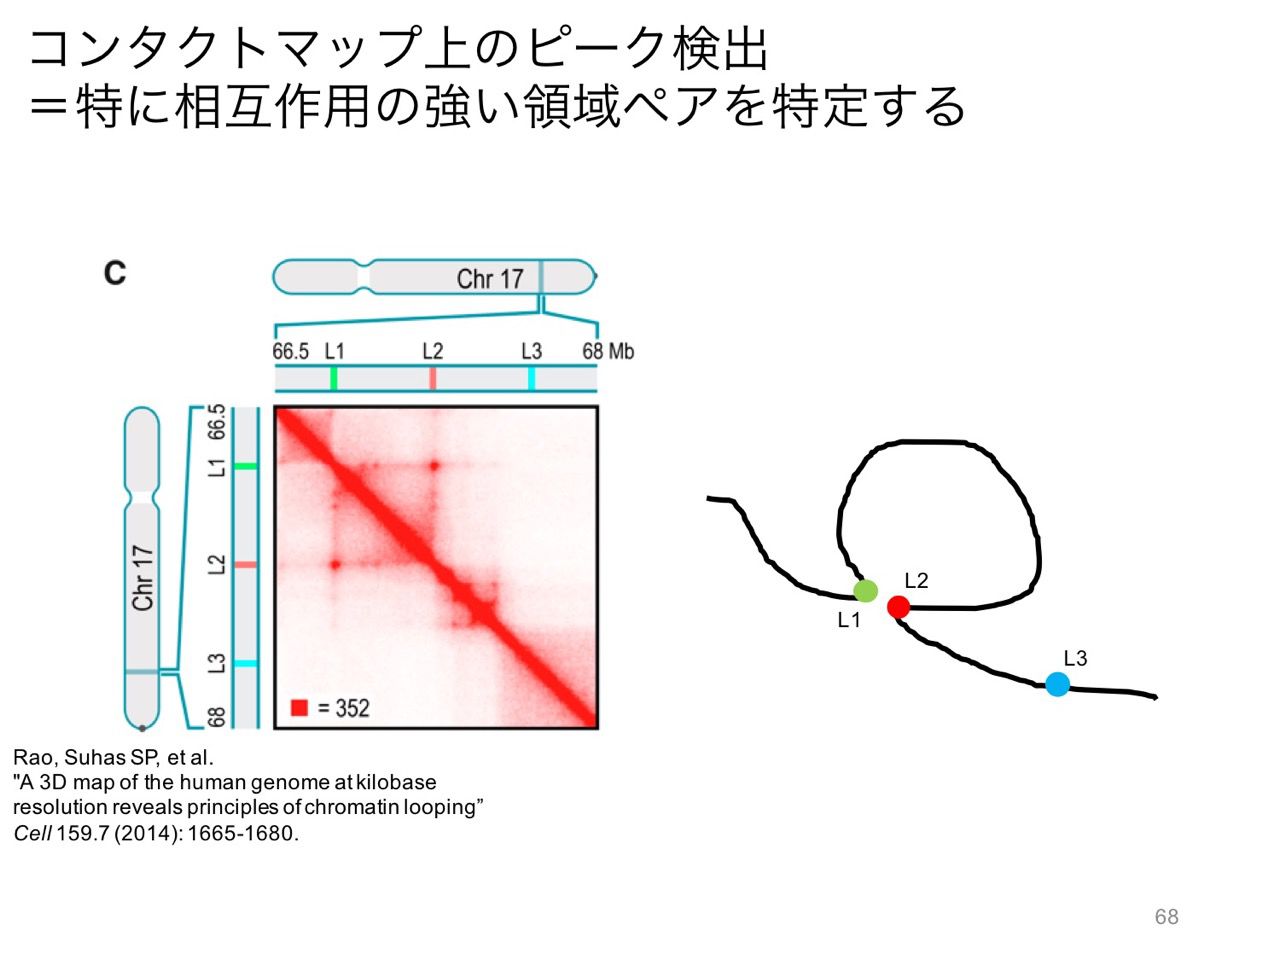 コンタクトマップ上のピーク検出
＝特に相互作用の強い領域ペアを特定する
C
Chr 17
66.5 L1 L2 L3 68 Mb
66.5
L1
L2
L3
68
Chr 17
= 352
L2
L1
L3
Rao, Suhas SP, et al.
"A 3D map of the human genome at kilobase
resolution reveals principles of chromatin looping”
Cell 159.7 (2014): 1665-1680.
68